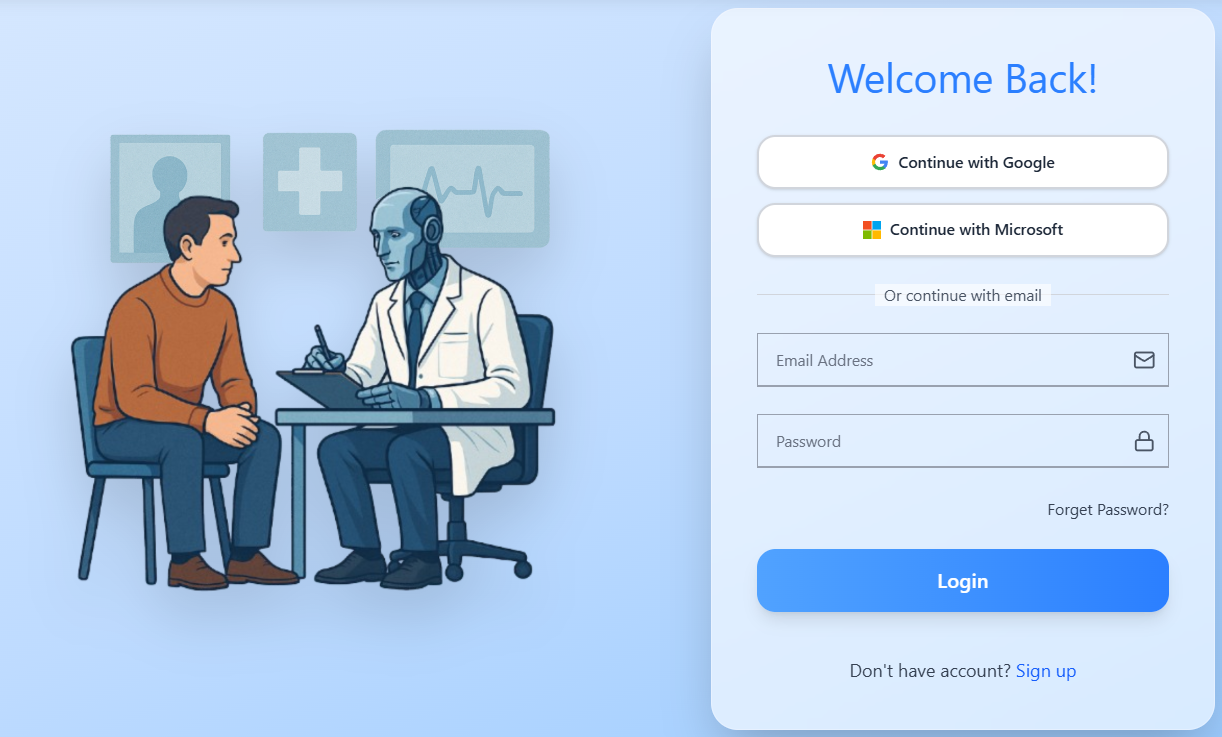 Welcome Back!
Continue with Google
Continue with Microsoft
Or continue with email
Email Address
Password
Forget Password?
Login
Don't have account? Sign up